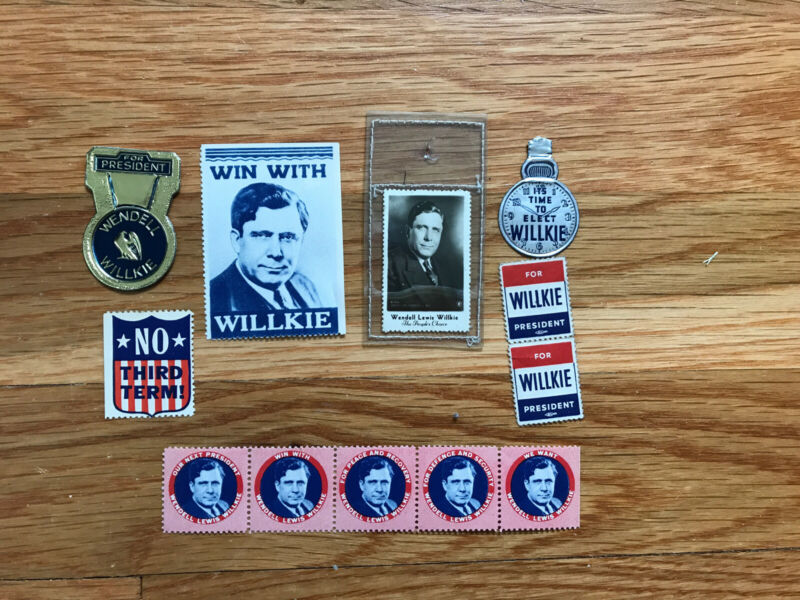 FOR
PRESIDENT
WENDELL
WILLKIE
WIN WITH
WILLKIE
Wendell Lewis Willkie
The People's Choice
ITS
TIME
TO
ELECT
WILLKIE
NO
THIRD
TERM!
FOR
WILLKIE
PRESIDENT
FOR
WILLKIE
PRESIDENT
OUR NEXT PRESIDENT
WENDELL LEWIS WILLKIE
WIN WITH
WENDELL LEWIS WILLKIE
FOR PEACE AND RECOVERY
WENDELL LEWIS WILLKIE
FOR DEFENCE AND SECURITY
WENDELL LEWIS WILLKIE
WE WANT
WENDELL LEWIS WILLKIE